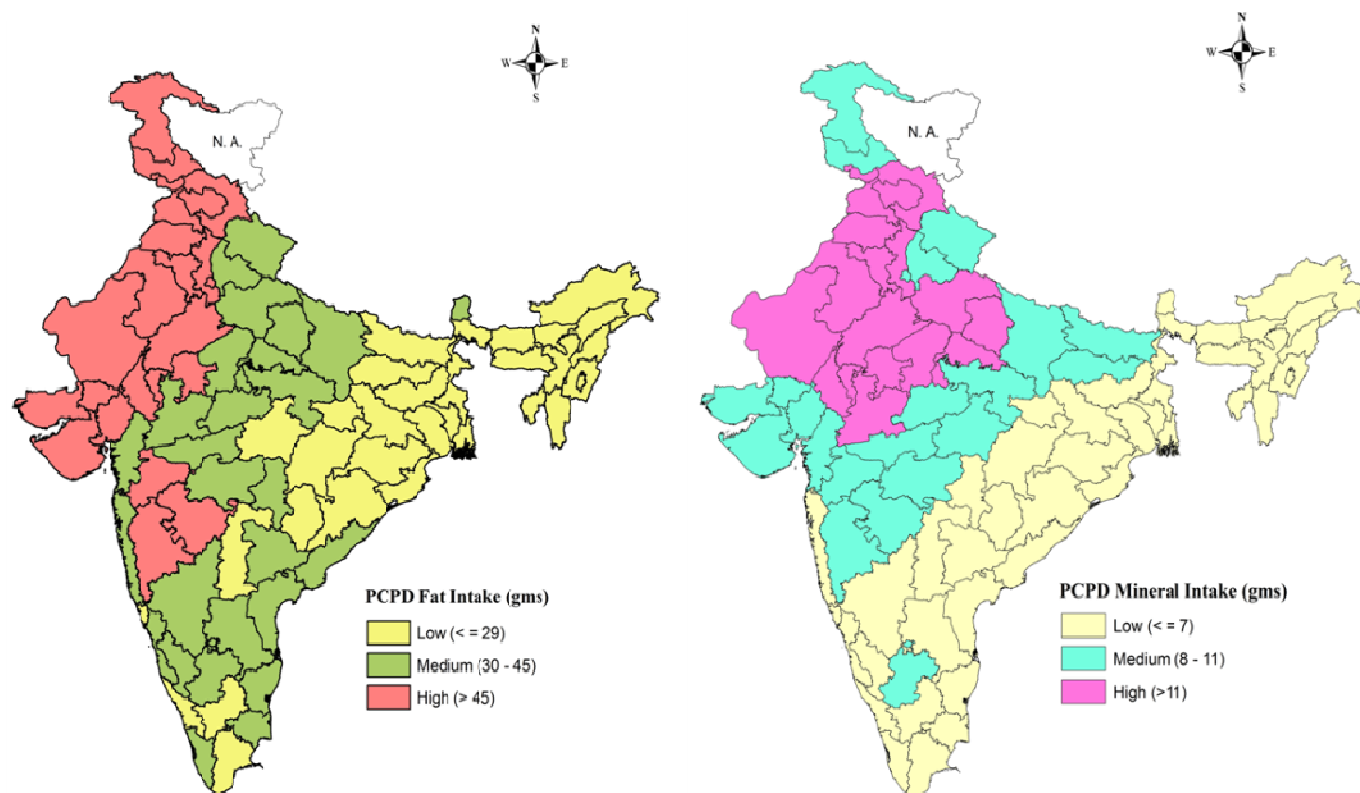 N
W E
S
N. A.
PCPD Fat Intake (gms)
Low (< = 29)
Medium (30 - 45)
High (> 45)
N
W E
S
N. A.
PCPD Mineral Intake (gms)
Low (< = 7)
Medium (8 - 11)
High (>11)